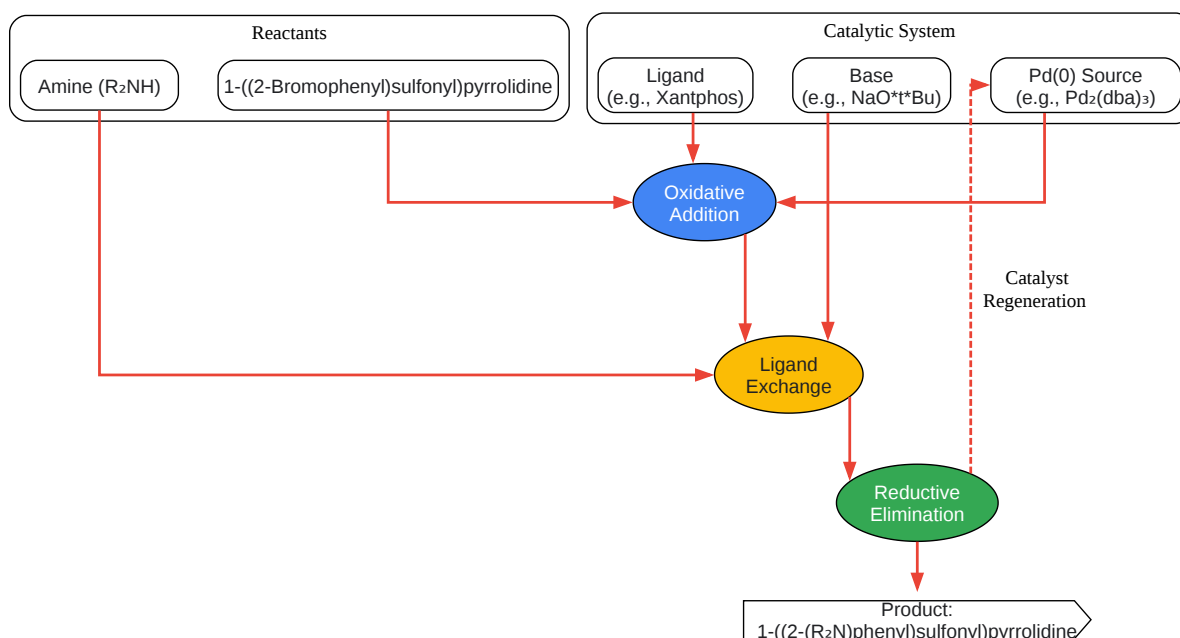 Reactants
Amine (R₂NH)
1-((2-Bromophenyl)sulfonyl)pyrrolidine
Catalytic System
Ligand
(e.g., Xantphos)
Base
(e.g., NaO*t*Bu)
Pd(0) Source
(e.g., Pd₂(dba)₃)
Oxidative
Addition
Catalyst
Regeneration
Ligand
Exchange
Reductive
Elimination
Product:
1-((2-(R₂N)phenyl)sulfonyl)pyrrolidine